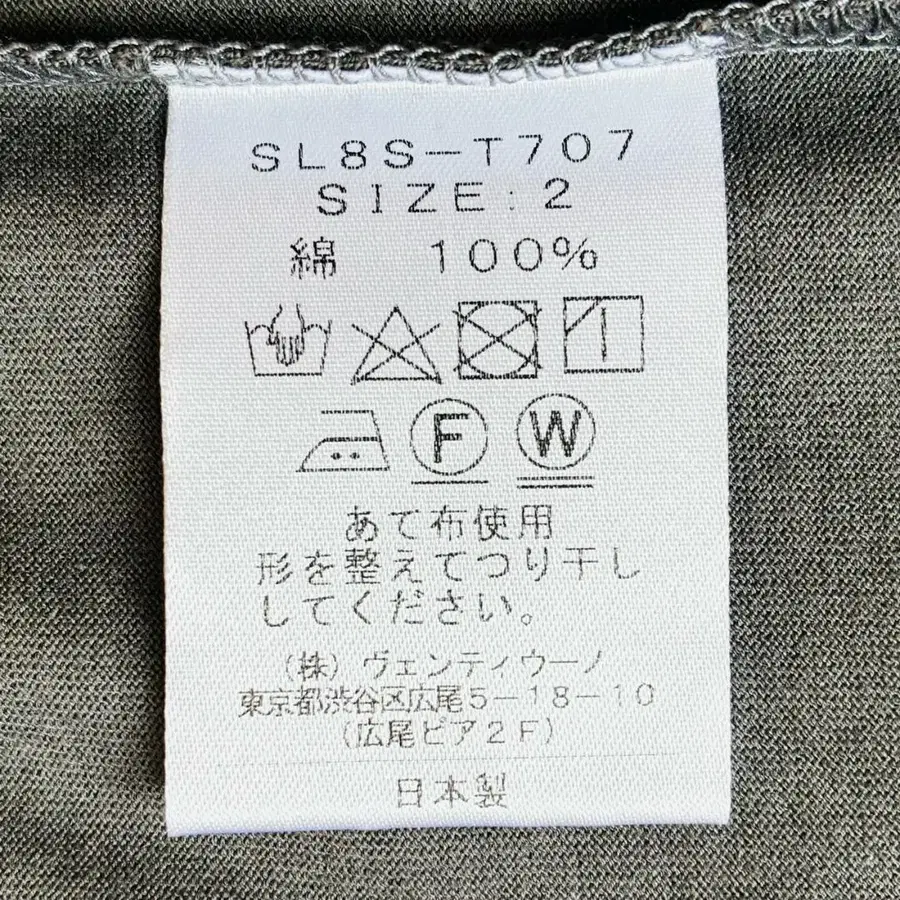 SL8S-T707
SIZE:2
綿 100%
F W
あて布使用
形を整えてつり干し
してください。
(株)ヴェンティウーノ
東京都渋谷区広尾5-18-10
(広尾ピア2F)
日本製